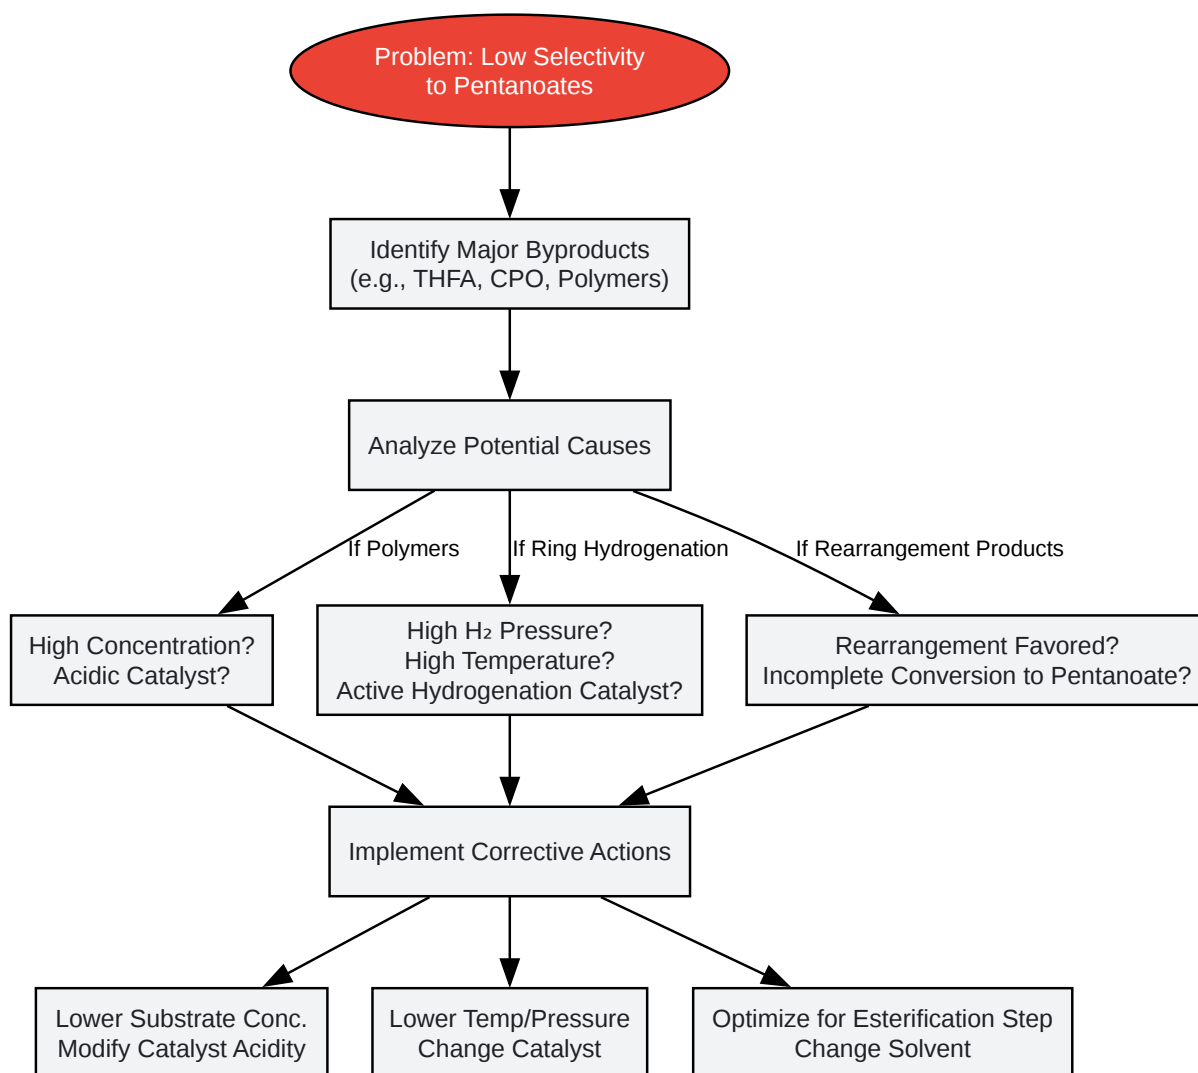 Problem: Low Selectivity
to Pentanoates
Identify Major Byproducts
(e.g., THFA, CPO, Polymers)
Analyze Potential Causes
If Polymers
If Ring Hydrogenation
If Rearrangement Products
High Concentration?
Acidic Catalyst?
High H₂ Pressure?
High Temperature?
Active Hydrogenation Catalyst?
Rearrangement Favored?
Incomplete Conversion to Pentanoate?
Implement Corrective Actions
Lower Substrate Conc.
Modify Catalyst Acidity
Lower Temp/Pressure
Change Catalyst
Optimize for Esterification Step
Change Solvent